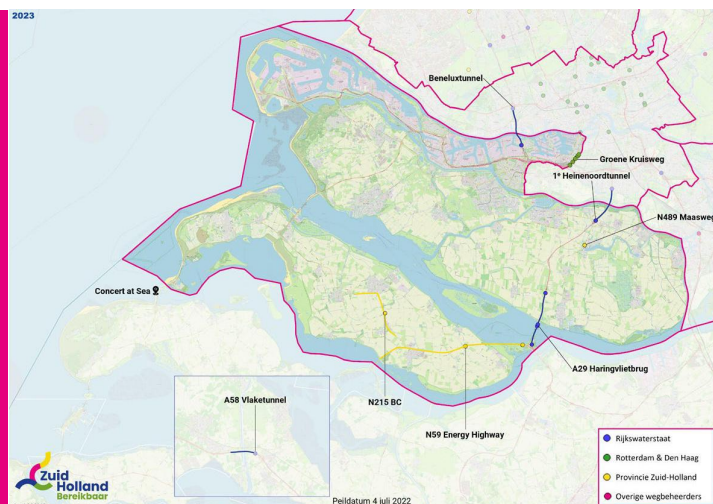 2023
Beneluxtunnel
Groene Kruisweg
1e Heinenoordtunnel
N489 Maasweg
Concert at Sea
A29 Haringvlietbrug
N215 BC
A58 Vlaketunnel
N59 Energy Highway
Rijkswaterstaat
Rotterdam & Den Haag
Provincie Zuid-Holland
Overige wegbeheerders
Zuid
Holland
Bereikbaar
Peildatum 4 juli 2022